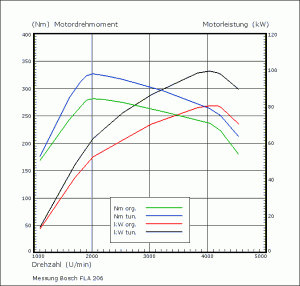 (Nm) Motordrehmoment Motorleistung (kW)
400 120
350 100
300 80
250
200 60
150 40
100
50 20
0 0
1000 2000 3000 4000 5000
Nm org.
Nm tun.
kW org.
kW tun.
Drehzahl (U/min)
Messung Bosch FLA 206